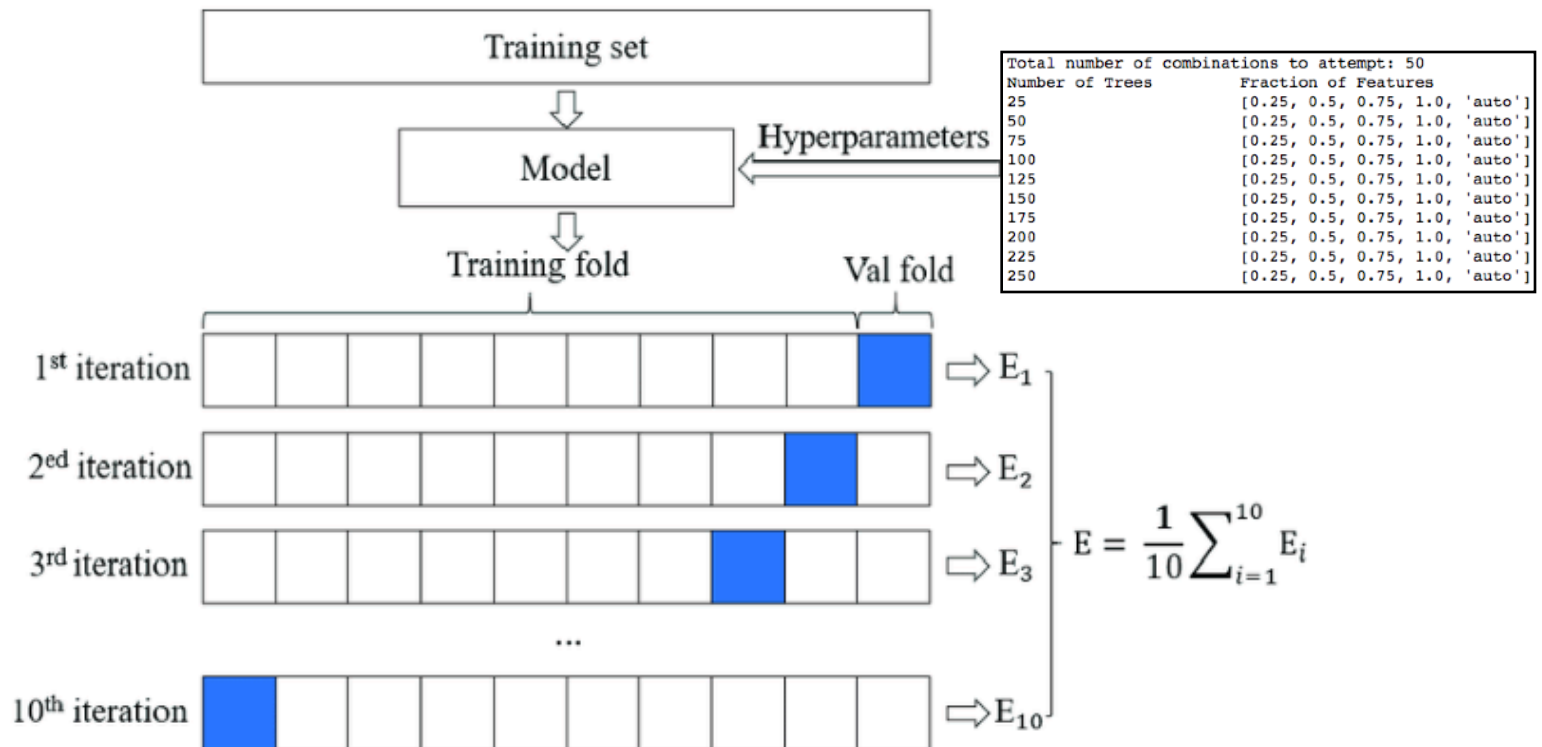 Training set
Total number of combinations to attempt: 50
Number of Trees Fraction of Features
25 [0.25, 0.5, 0.75, 1.0, 'auto']
50 [0.25, 0.5, 0.75, 1.0, 'auto']
75 [0.25, 0.5, 0.75, 1.0, 'auto']
100 [0.25, 0.5, 0.75, 1.0, 'auto']
125 [0.25, 0.5, 0.75, 1.0, 'auto']
150 [0.25, 0.5, 0.75, 1.0, 'auto']
175 [0.25, 0.5, 0.75, 1.0, 'auto']
200 [0.25, 0.5, 0.75, 1.0, 'auto']
225 [0.25, 0.5, 0.75, 1.0, 'auto']
250 [0.25, 0.5, 0.75, 1.0, 'auto']
Hyperparameters
Model
Training fold
Val fold
1st iteration E₁
2ed iteration E₂
3rd iteration E₃
E = 1/10 ∑_{i=1}^{10} E_i
...
10th iteration E₁₀